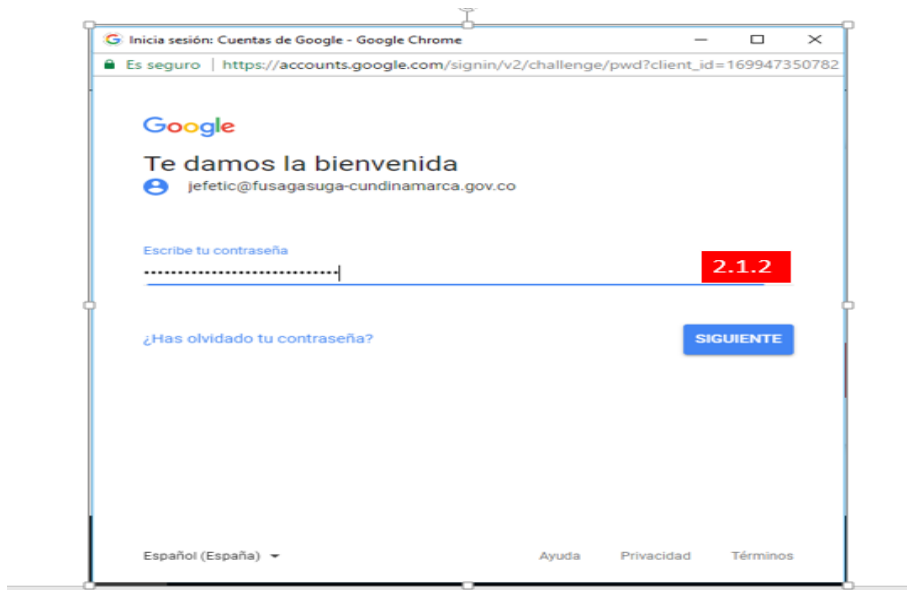 Inicia sesión: Cuentas de Google - Google Chrome
Es seguro | https://accounts.google.com/signin/v2/challenge/pwd?client_id=169947350782
Google
Te damos la bienvenida
jefetic@fusagasuga-cundinamarca.gov.co
Escribe tu contraseña
2.1.2
¿Has olvidado tu contraseña?
SIGUIENTE
Español (España)
Ayuda Privacidad Términos